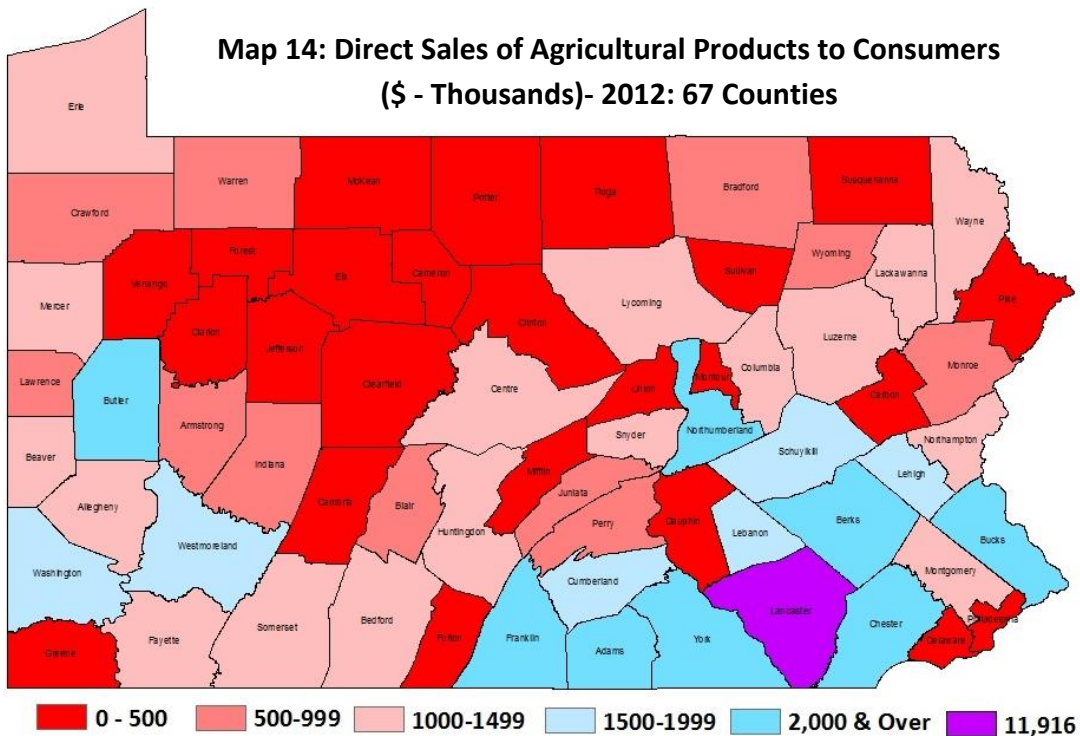 Map 14: Direct Sales of Agricultural Products to Consumers
($ - Thousands)- 2012: 67 Counties
Erie
Warren
McKean
Potter
Tioga
Bradford
Susquehanna
Wayne
Crawford
Forest
Elk
Cameron
Sullivan
Wyoming
Lackawanna
Venango
Mercer
Clarion
Jefferson
Clinton
Lycoming
Luzerne
Pike
Lawrence
Butler
Clearfield
Centre
Union
Montour
Columbia
Carbon
Monroe
Armstrong
Snyder
Northumberland
Schuylkill
Northampton
Beaver
Indiana
Mifflin
Lehigh
Allegheny
Cambria
Blair
Huntingdon
Juniata
Perry
Dauphin
Lebanon
Berks
Bucks
Washington
Westmoreland
Cumberland
Montgomery
Greene
Fayette
Somerset
Bedford
Fulton
Franklin
Adams
York
Lancaster
Chester
Delaware
Philadelphia
0 - 500 500-999 1000-1499 1500-1999 2,000 & Over 11,916